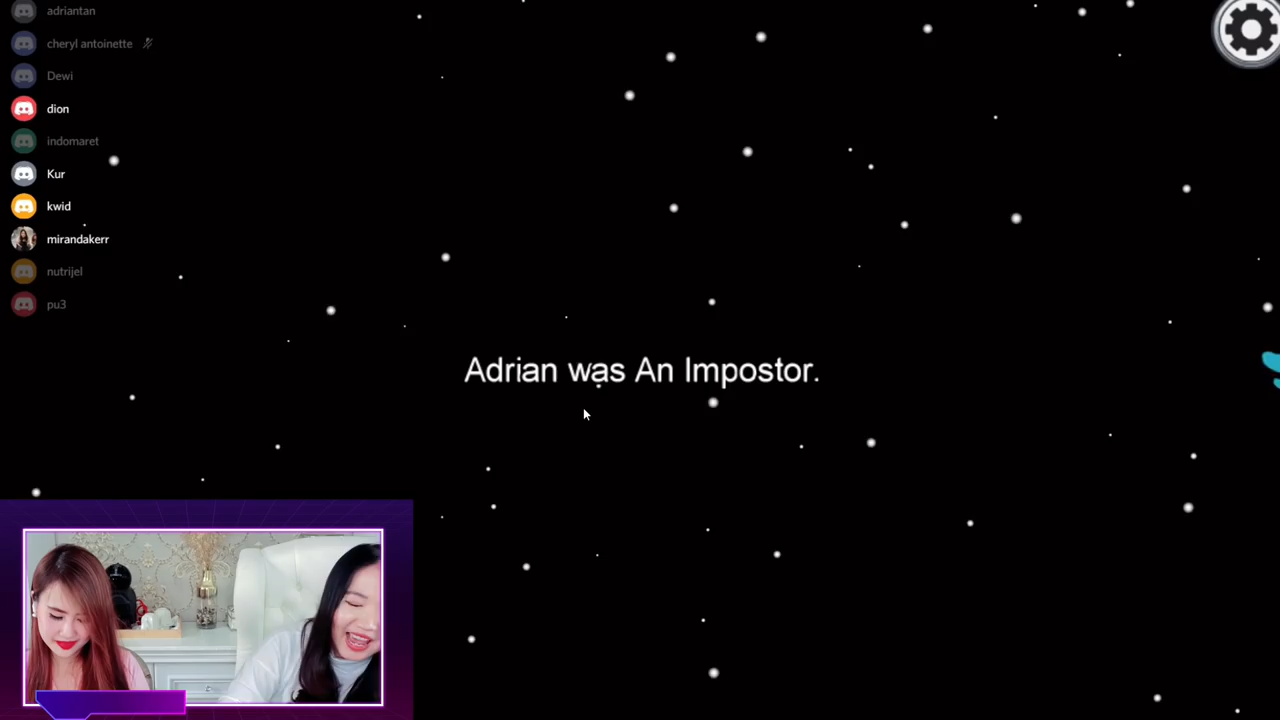 adriantan
cheryl antoinette
Dewi
dion
indomaret
Kur
kwid
mirandakerr
nutrijel
pu3
Adrian was An Impostor.